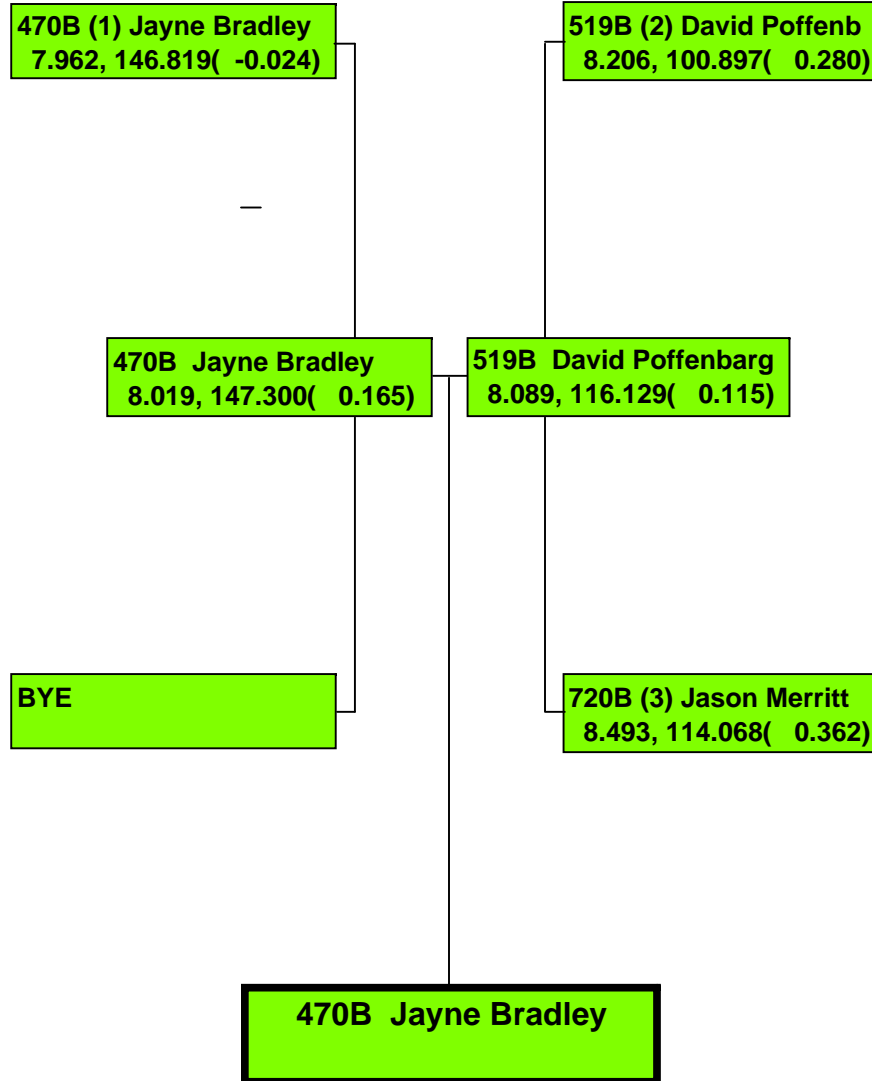 470B (1) Jayne Bradley
7.962, 146.819( -0.024)
519B (2) David Poffenb
8.206, 100.897( 0.280)
470B Jayne Bradley
8.019, 147.300( 0.165)
519B David Poffenbarg
8.089, 116.129( 0.115)
BYE
720B (3) Jason Merritt
8.493, 114.068( 0.362)
470B Jayne Bradley